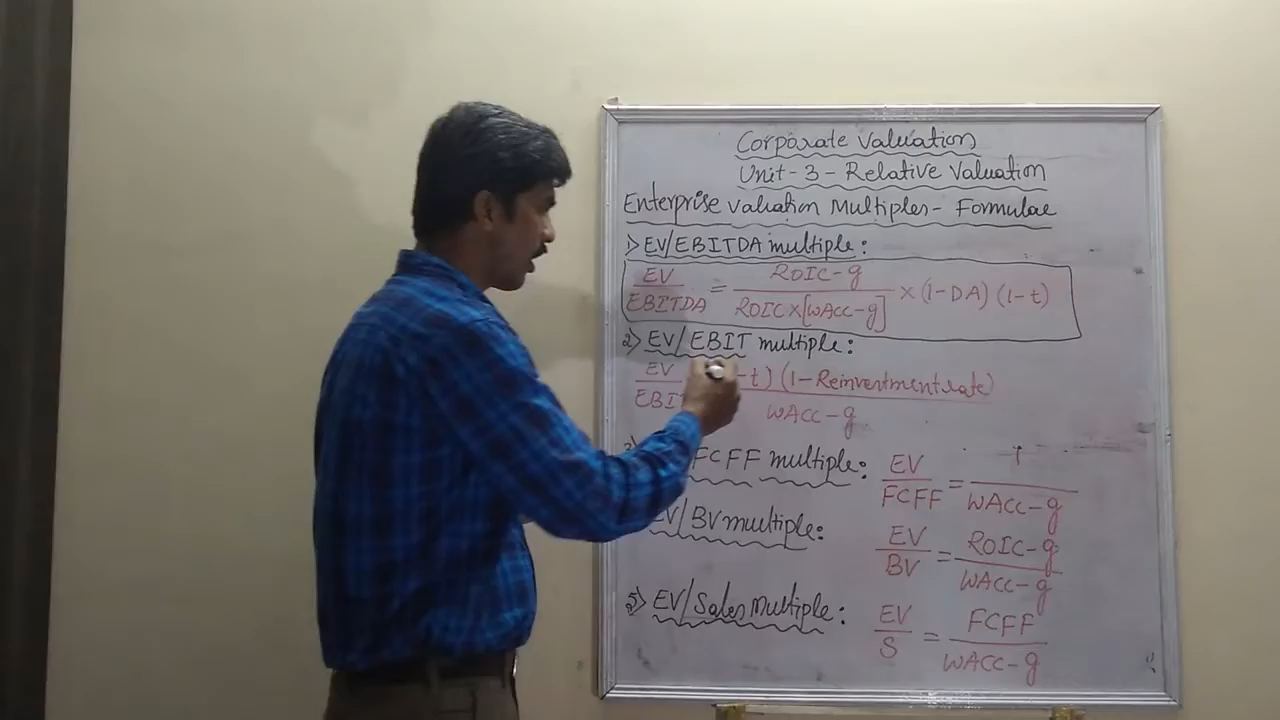 Corporate Valuation
Unit-3-Relative Valuation
Enterprise Valuation Multiples- Formulae
1) EV/EBITDA multiple:
EV/EBITDA = ROIC-g / ROIC×[WACC-g] × (1-DA) (1-t)
2) EV/EBIT multiple:
EV/EBI -t) (1-Reinvestment rate) / WACC-g
FCFF multiple: EV/FCFF = 1 / WACC-g
EV/BV multiple: EV/BV = ROIC-g / WACC-g
5) EV/Sales Multiple: EV/S = FCFF / WACC-g